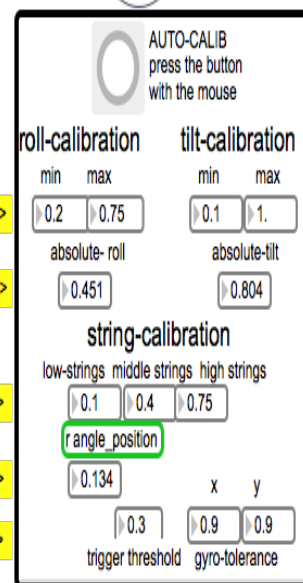 AUTO-CALIB
press the button
with the mouse
roll-calibration tilt-calibration
min max min max
0.2 0.75 0.1 1.
absolute- roll absolute-tilt
0.451 0.804
string-calibration
low-strings middle strings high strings
0.1 0.4 0.75
r angle_position
0.134 x y
0.3 0.9 0.9
trigger threshold gyro-tolerance